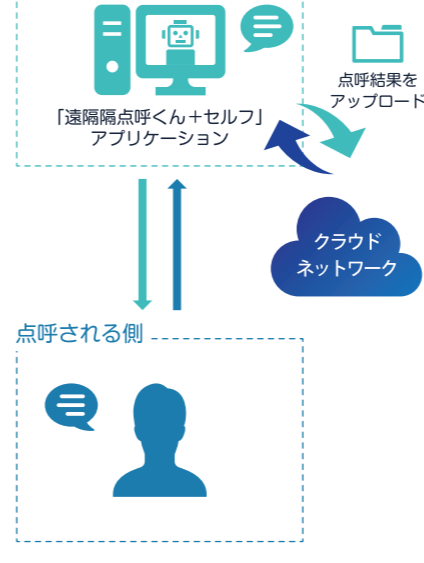 「遠隔隔点呼くん＋セルフ」
アプリケーション
点呼結果を
アップロード
クラウド
ネットワーク
点呼される側